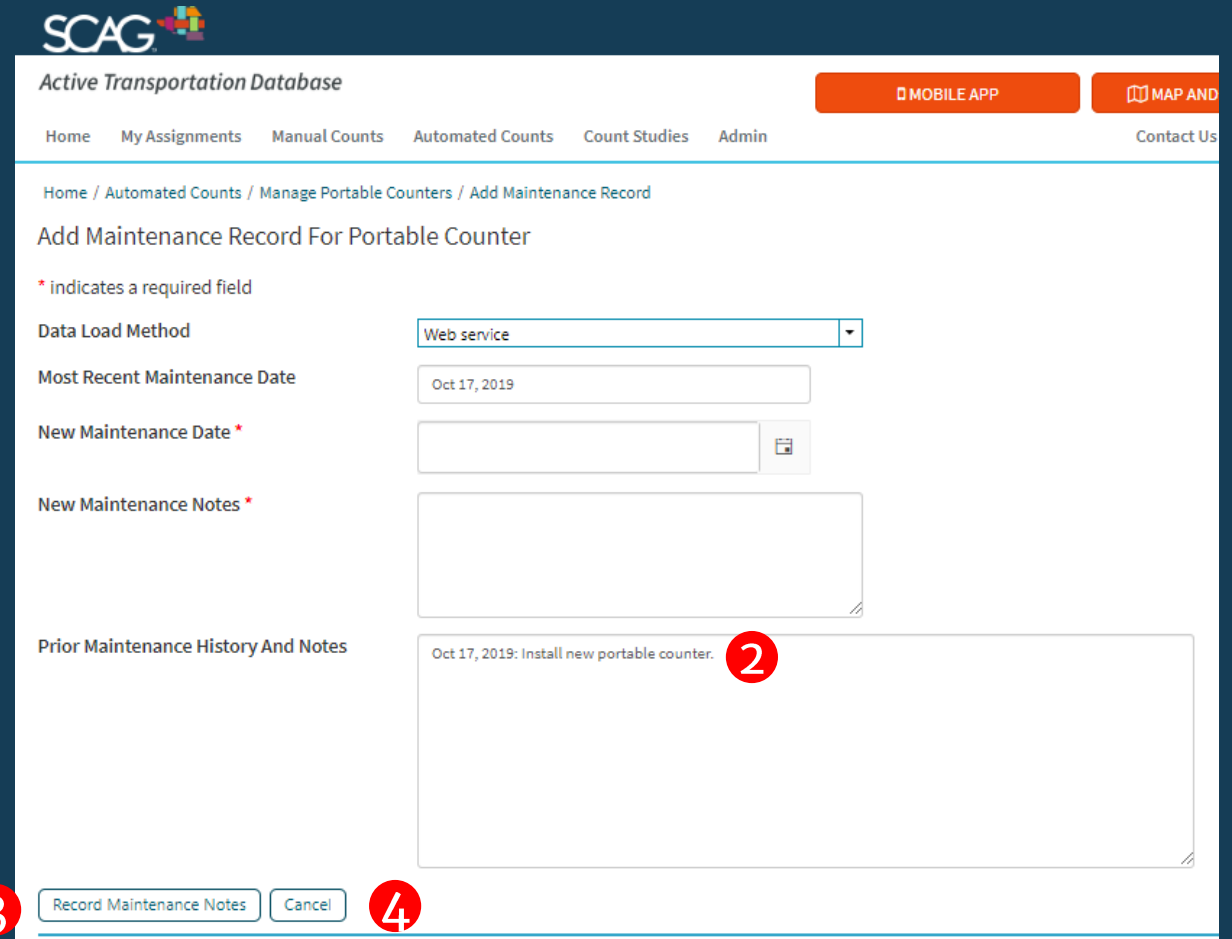 SCAG
Active Transportation Database
MOBILE APP
MAP AND
Home My Assignments Manual Counts Automated Counts Count Studies Admin Contact Us
Home / Automated Counts / Manage Portable Counters / Add Maintenance Record
Add Maintenance Record For Portable Counter
* indicates a required field
Data Load Method Web service
Most Recent Maintenance Date Oct 17, 2019
New Maintenance Date *
New Maintenance Notes *
Prior Maintenance History And Notes Oct 17, 2019: Install new portable counter. 2
3 Record Maintenance Notes Cancel 4